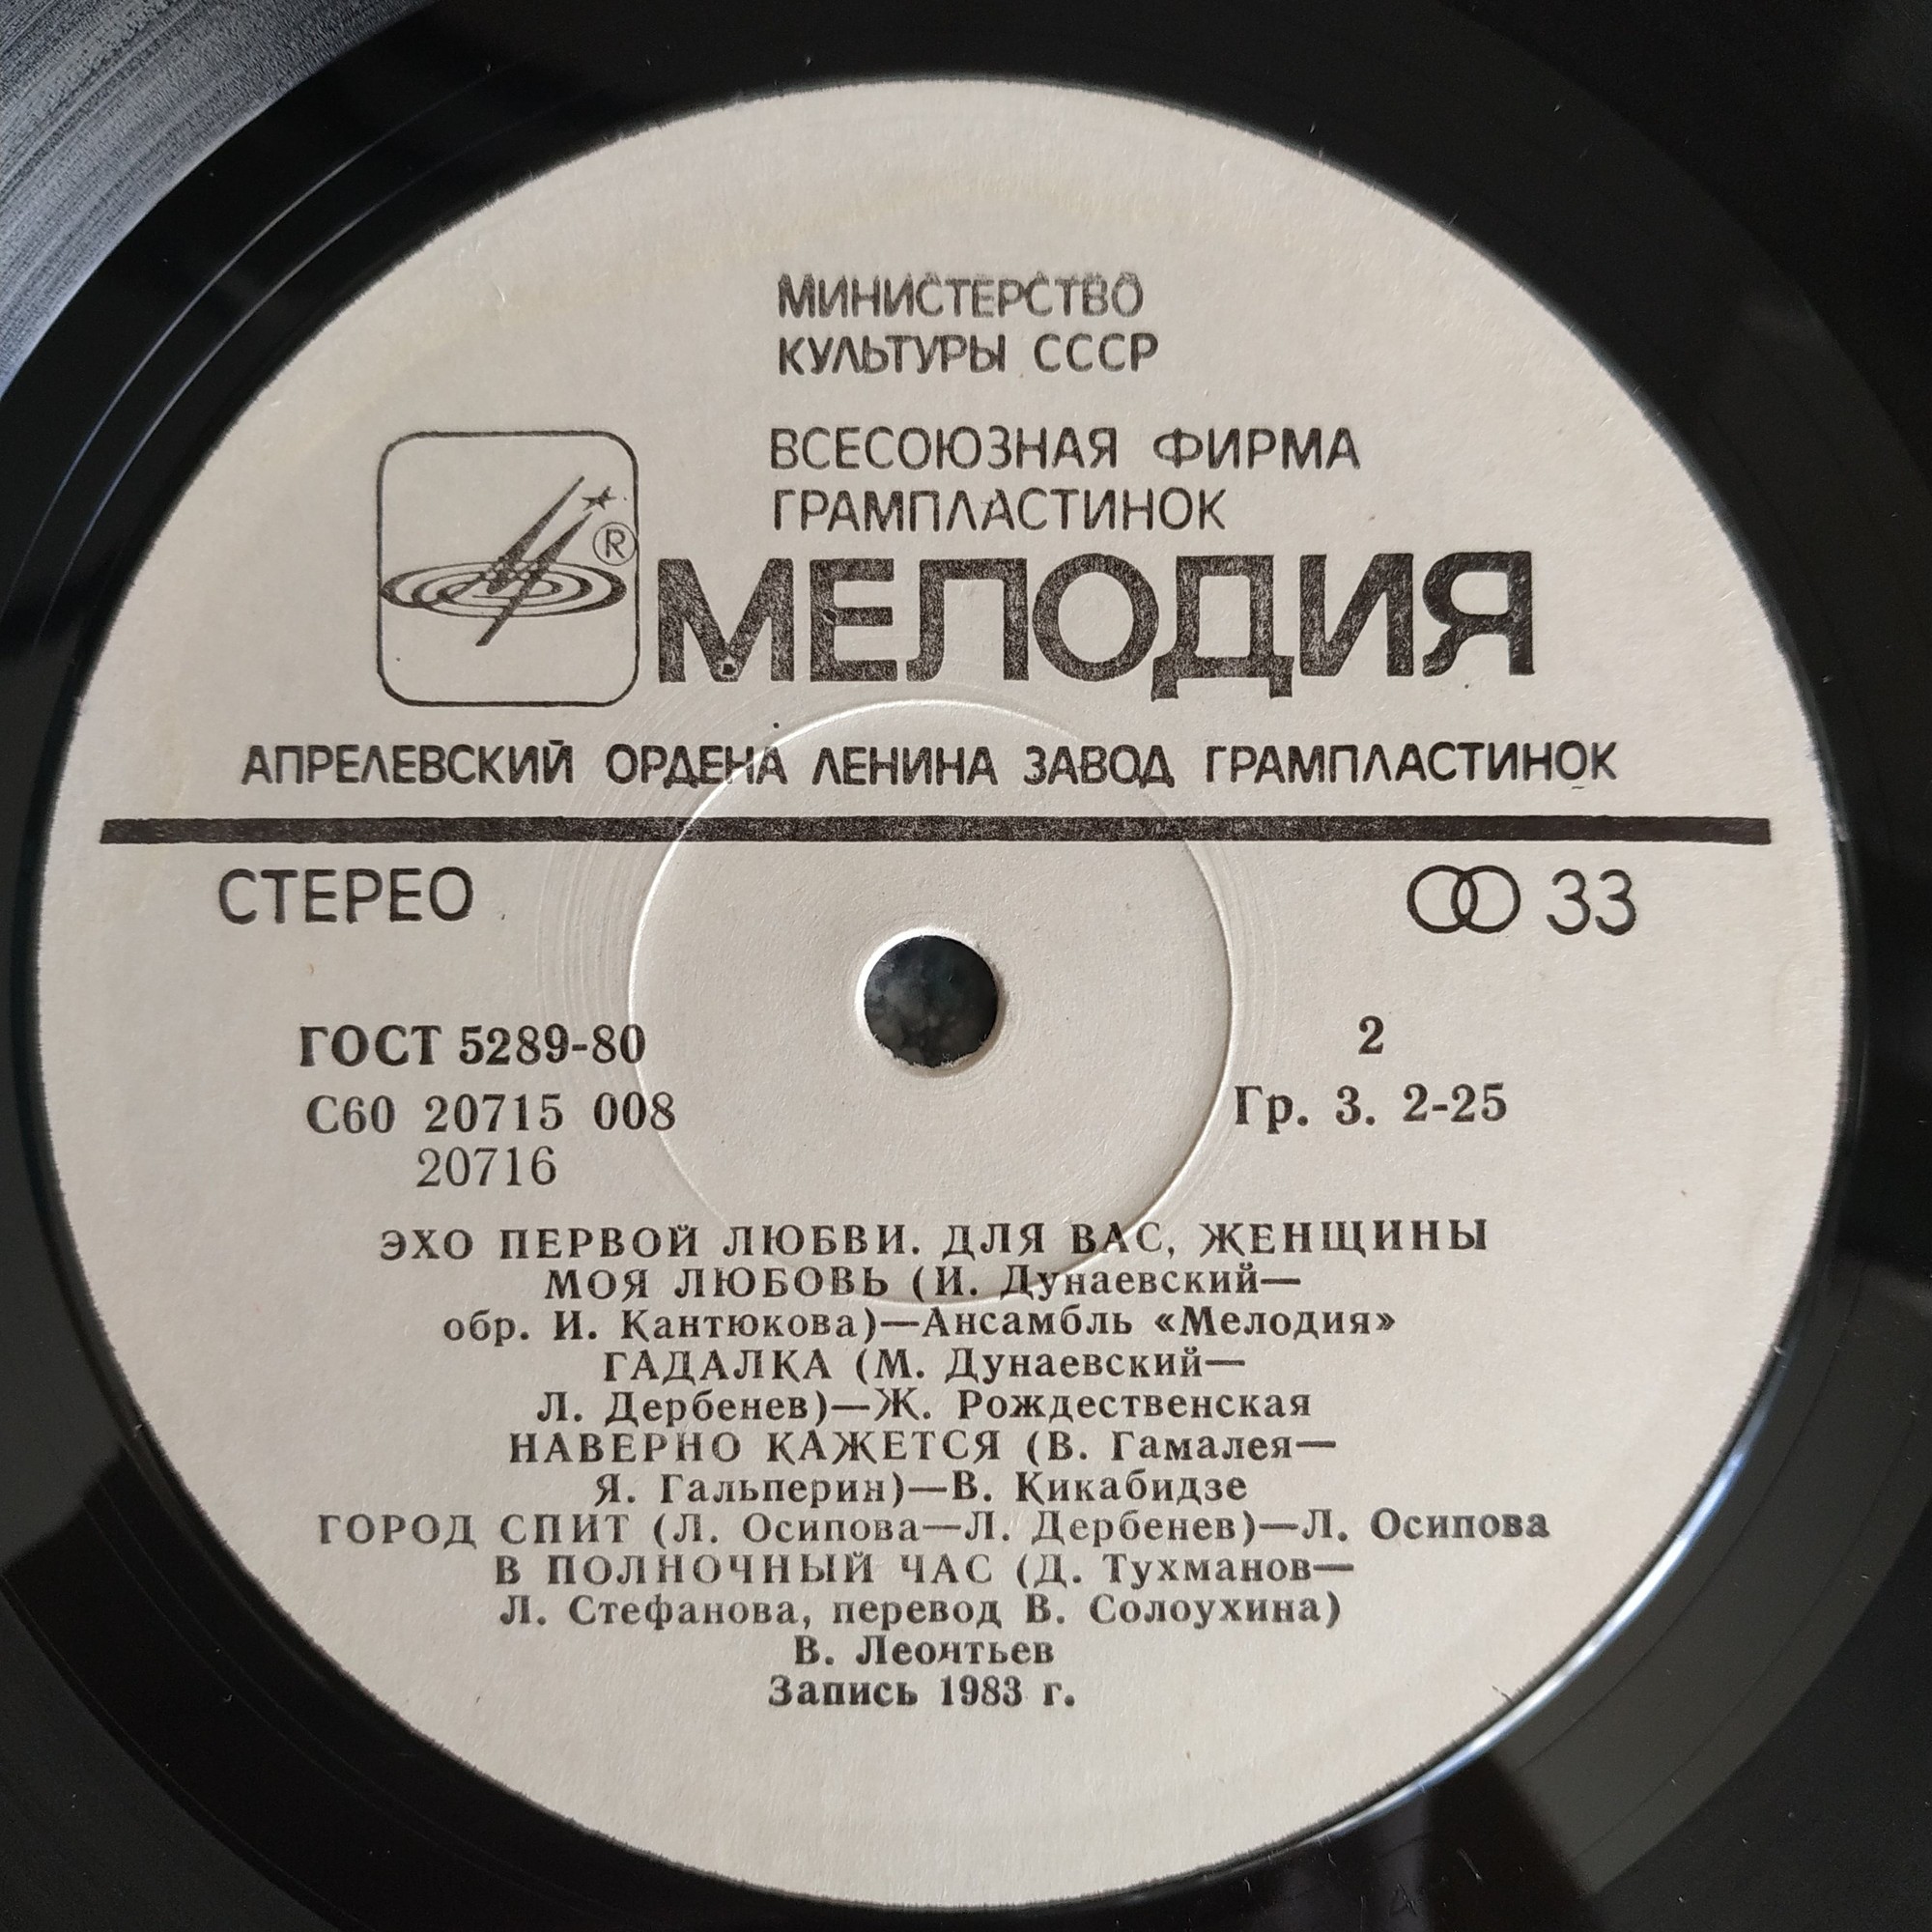 МИНИСТЕРСТВО
КУЛЬТУРЫ СССР
ВСЕСОЮЗНАЯ ФИРМА
ГРАМПЛАСТИНОК
®
МЕЛОДИЯ
АПРЕЛЕВСКИЙ ОРДЕНА ЛЕНИНА ЗАВОД ГРАМПЛАСТИНОК
СТЕРЕО
33
ГОСТ 5289-80
2
С60 20715 008
Гр. 3. 2-25
20716
ЭХО ПЕРВОЙ ЛЮБВИ. ДЛЯ ВАС, ЖЕНЩИНЫ
МОЯ ЛЮБОВЬ (И. Дунаевский—
обр. И. Кантюкова)—Ансамбль «Мелодия»
ГАДАЛКА (М. Дунаевский—
Л. Дербенев)—Ж. Рождественская
НАВЕРНО КАЖЕТСЯ (В. Гамалея—
Я. Гальперин)—В. Кикабидзе
ГОРОД СПИТ (Л. Осипова—Л. Дербенев)—Л. Осипова
В ПОЛНОЧНЫЙ ЧАС (Д. Тухманов—
Л. Стефанова, перевод В. Солоухина)
В. Леонтьев
Запись 1983 г.